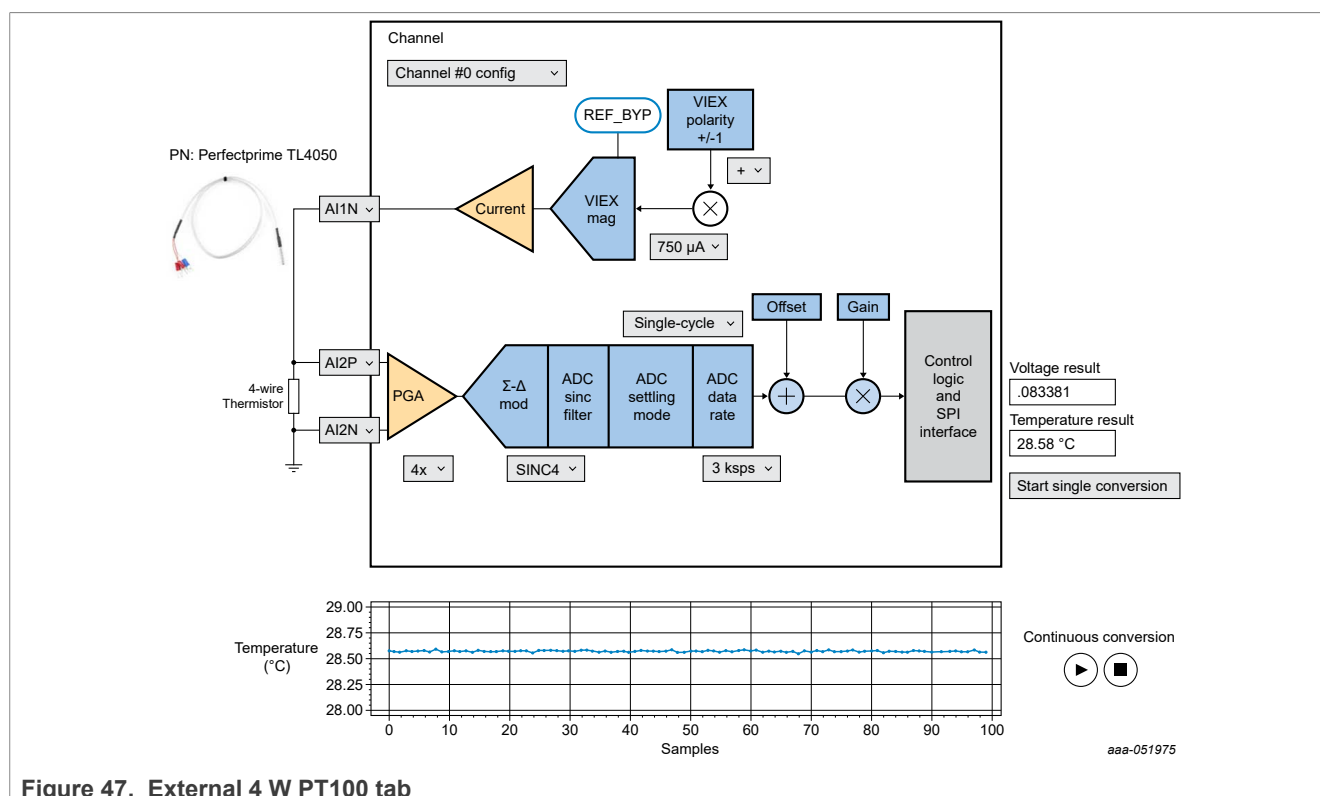 Channel
Channel #0 config
REF_BYP
VIEX
polarity
+/-1
PN: Perfectprime TL4050
+
AI1N
Current
VIEX
mag
750 µA
Single-cycle
Offset
Gain
AI2P
4-wire
Thermistor
AI2N
PGA
Σ-Δ
mod
ADC
sinc
filter
ADC
settling
mode
ADC
data
rate
Control
logic
and
SPI
interface
4x
SINC4
3 ksps
Voltage result
.083381
Temperature result
28.58 °C
Start single conversion
Temperature
(°C)
29.00
28.75
28.50
28.25
28.00
0 10 20 30 40 50 60 70 80 90 100
Samples
Continuous conversion
aaa-051975
Figure 47. External 4 W PT100 tab